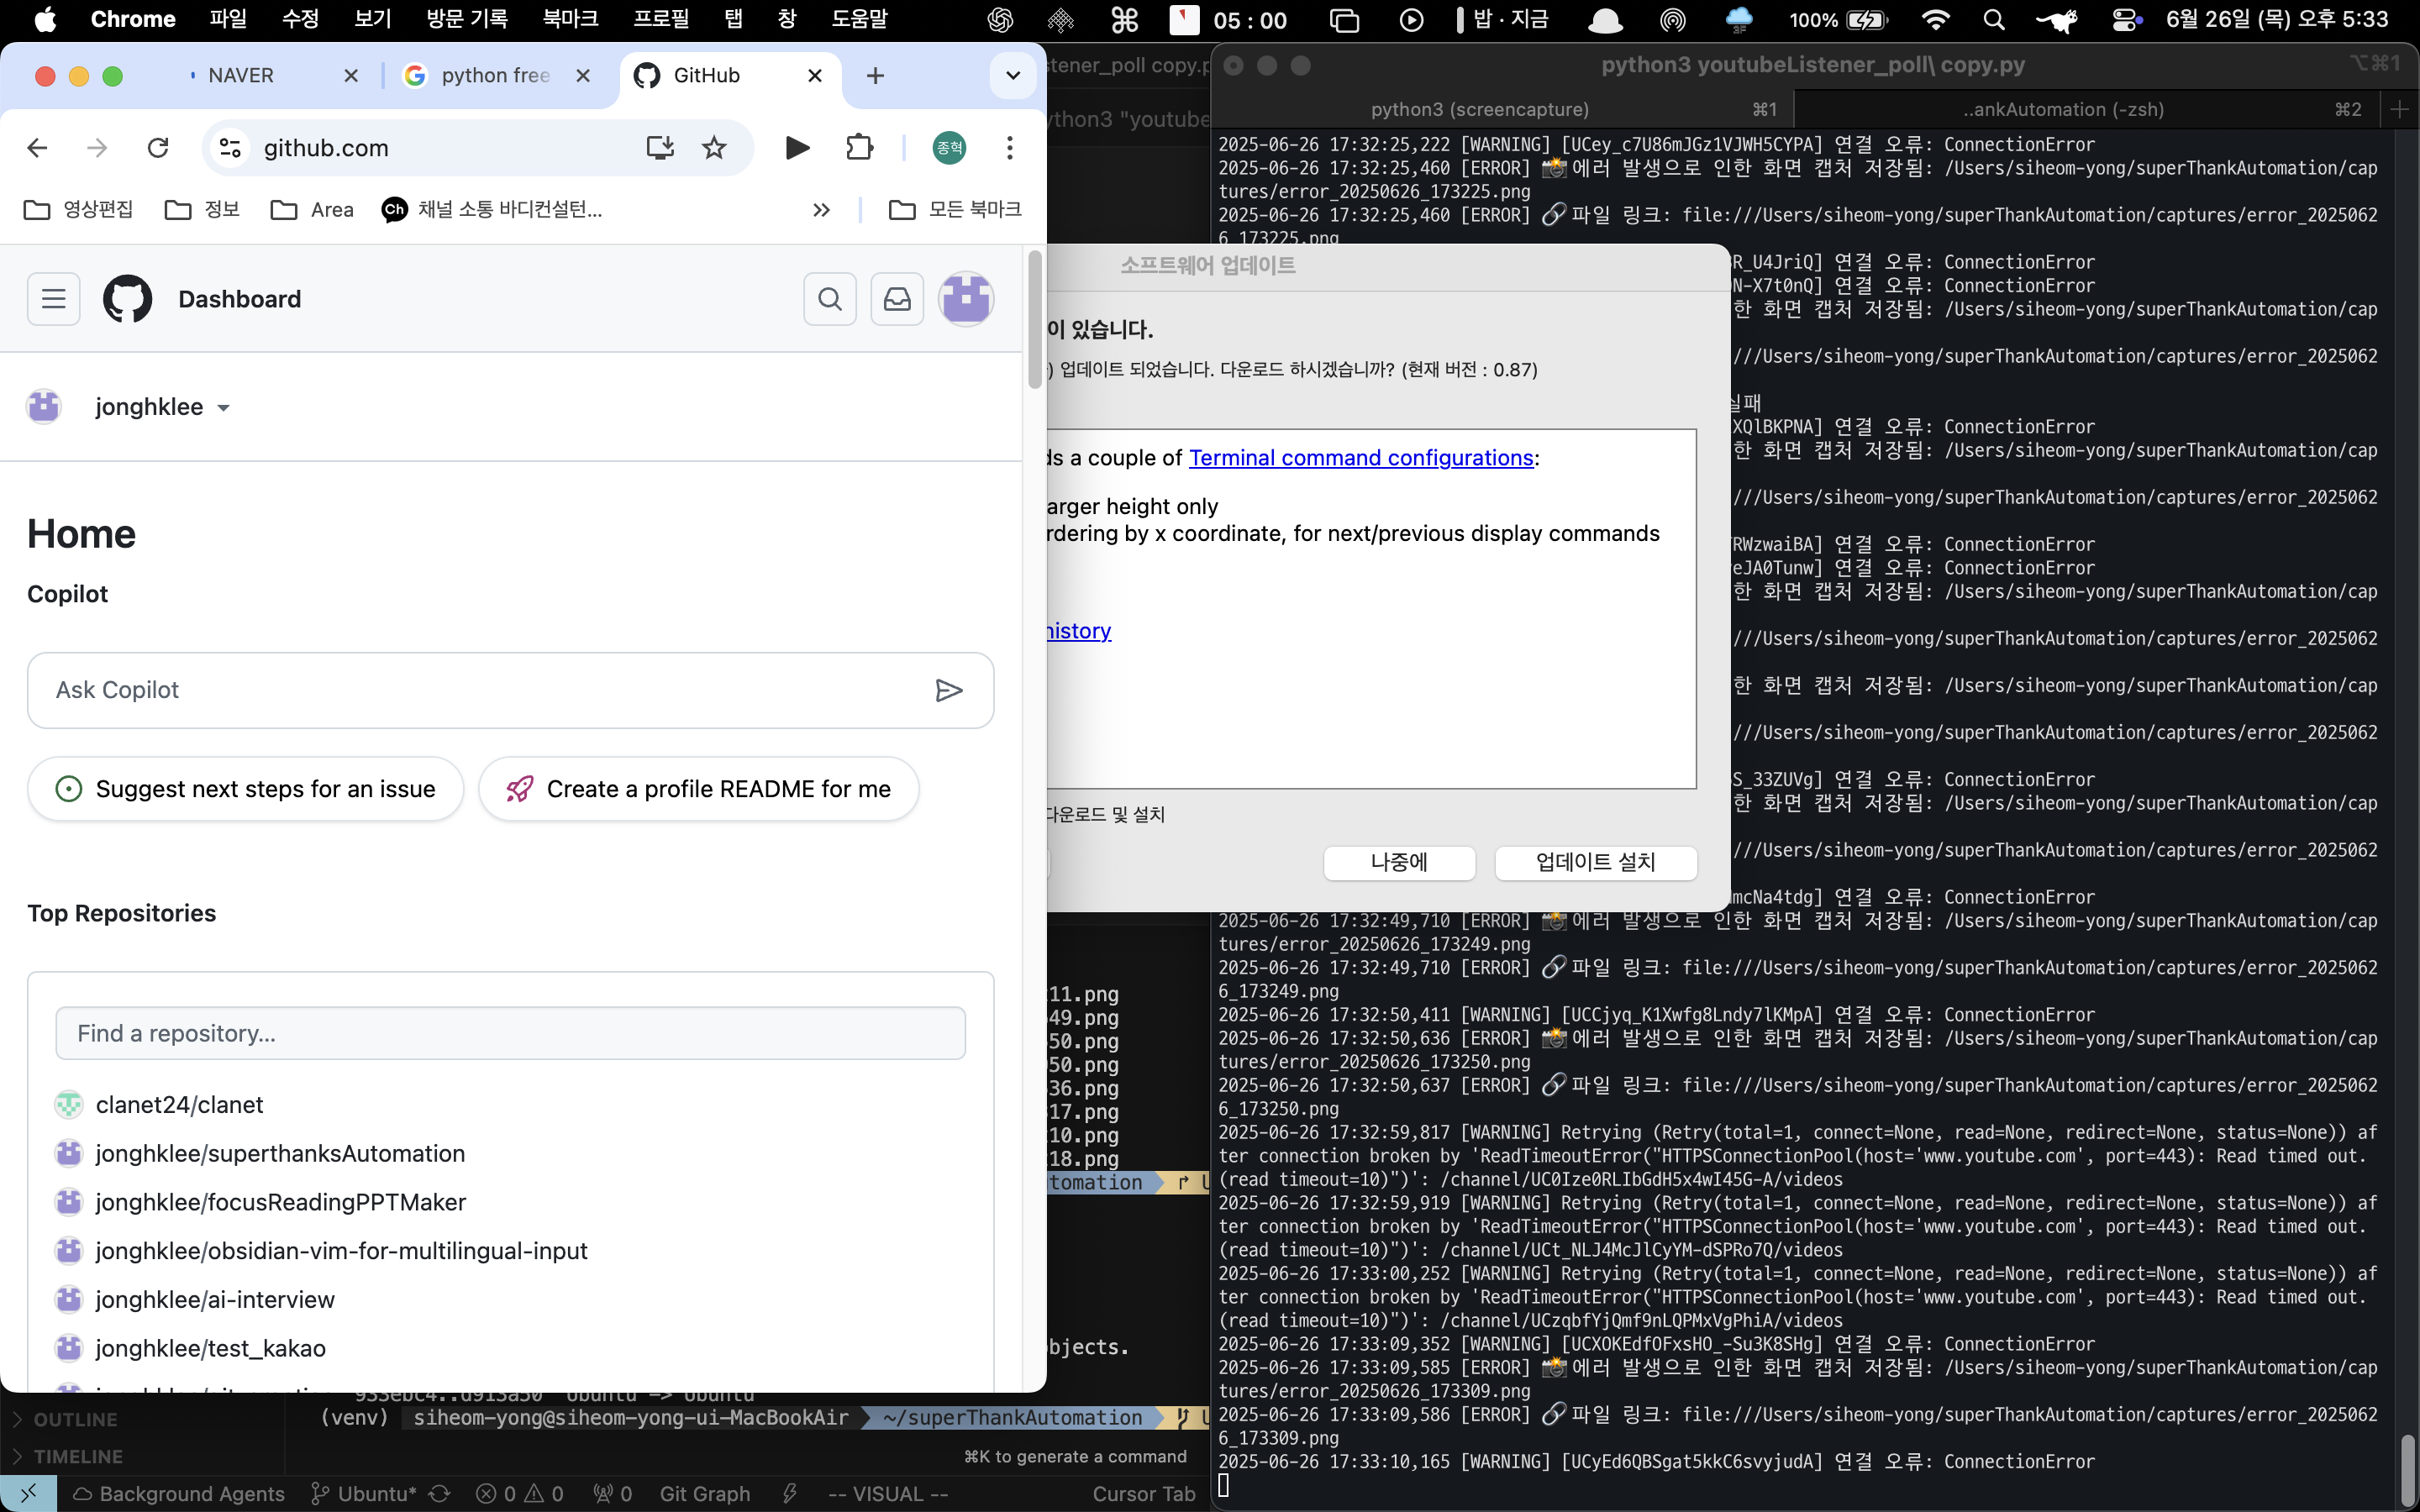 Chrome 파일 수정 보기 방문 기록 북마크 프로필 탭 창 도움말 05 : 00 밥 · 지금 100% 6월 26일 (목) 오후 5:33
NAVER
python free
GitHub
github.com
종혁
영상편집
정보
Area
Ch 채널 소통 바디컨설턴...
모든 북마크
Dashboard
jonghklee
Home
Copilot
Ask Copilot
Suggest next steps for an issue
Create a profile README for me
Top Repositories
Find a repository...
clanet24/clanet
jonghklee/superthanksAutomation
jonghklee/focusReadingPPTMaker
jonghklee/obsidian-vim-for-multilingual-input
jonghklee/ai-interview
jonghklee/test_kakao
stener_poll copy.p
ython3 "youtube
소프트웨어 업데이트
이 있습니다.
) 업데이트 되었습니다. 다운로드 하시겠습니까? (현재 버전 : 0.87)
ds a couple of Terminal command configurations:
arger height only
rdering by x coordinate, for next/previous display commands
history
다운로드 및 설치
나중에
업데이트 설치
11.png
49.png
50.png
50.png
36.png
17.png
10.png
18.png
tomation
bjects.
(venv) siheom-yong@siheom-yong-ui-MacBookAir ~/superThankAutomation
⌘K to generate a command
OUTLINE
TIMELINE
Background Agents Ubuntu* 0 0 0 Git Graph -- VISUAL -- Cursor Tab
python3 youtubeListener_poll\ copy.py ⌥⌘1
python3 (screencapture) ⌘1
..ankAutomation (-zsh) ⌘2
2025-06-26 17:32:25,222 [WARNING] [UCey_c7U86mJGz1VJWH5CYPA] 연결 오류: ConnectionError
2025-06-26 17:32:25,460 [ERROR] 📸 에러 발생으로 인한 화면 캡처 저장됨: /Users/siheom-yong/superThankAutomation/cap
tures/error_20250626_173225.png
2025-06-26 17:32:25,460 [ERROR] 🔗 파일 링크: file:///Users/siheom-yong/superThankAutomation/captures/error_2025062
6_173225.png
R_U4JriQ] 연결 오류: ConnectionError
N-X7t0nQ] 연결 오류: ConnectionError
한 화면 캡처 저장됨: /Users/siheom-yong/superThankAutomation/cap
///Users/siheom-yong/superThankAutomation/captures/error_2025062
실패
XQlBKPNA] 연결 오류: ConnectionError
한 화면 캡처 저장됨: /Users/siheom-yong/superThankAutomation/cap
///Users/siheom-yong/superThankAutomation/captures/error_2025062
RWzwaiBA] 연결 오류: ConnectionError
eJA0Tunw] 연결 오류: ConnectionError
한 화면 캡처 저장됨: /Users/siheom-yong/superThankAutomation/cap
///Users/siheom-yong/superThankAutomation/captures/error_2025062
한 화면 캡처 저장됨: /Users/siheom-yong/superThankAutomation/cap
///Users/siheom-yong/superThankAutomation/captures/error_2025062
S_33ZUVg] 연결 오류: ConnectionError
한 화면 캡처 저장됨: /Users/siheom-yong/superThankAutomation/cap
///Users/siheom-yong/superThankAutomation/captures/error_2025062
mcNa4tdg] 연결 오류: ConnectionError
2025-06-26 17:32:49,710 [ERROR] 📸 에러 발생으로 인한 화면 캡처 저장됨: /Users/siheom-yong/superThankAutomation/cap
tures/error_20250626_173249.png
2025-06-26 17:32:49,710 [ERROR] 🔗 파일 링크: file:///Users/siheom-yong/superThankAutomation/captures/error_2025062
6_173249.png
2025-06-26 17:32:50,411 [WARNING] [UCCjyq_K1Xwfg8Lndy7lKMpA] 연결 오류: ConnectionError
2025-06-26 17:32:50,636 [ERROR] 📸 에러 발생으로 인한 화면 캡처 저장됨: /Users/siheom-yong/superThankAutomation/cap
tures/error_20250626_173250.png
2025-06-26 17:32:50,637 [ERROR] 🔗 파일 링크: file:///Users/siheom-yong/superThankAutomation/captures/error_2025062
6_173250.png
2025-06-26 17:32:59,817 [WARNING] Retrying (Retry(total=1, connect=None, read=None, redirect=None, status=None)) af
ter connection broken by 'ReadTimeoutError("HTTPSConnectionPool(host='www.youtube.com', port=443): Read timed out.
(read timeout=10)")': /channel/UC0Ize0RLIbGdH5x4wI45G-A/videos
2025-06-26 17:32:59,919 [WARNING] Retrying (Retry(total=1, connect=None, read=None, redirect=None, status=None)) af
ter connection broken by 'ReadTimeoutError("HTTPSConnectionPool(host='www.youtube.com', port=443): Read timed out.
(read timeout=10)")': /channel/UCt_NLJ4McJlCyYM-dSPRo7Q/videos
2025-06-26 17:33:00,252 [WARNING] Retrying (Retry(total=1, connect=None, read=None, redirect=None, status=None)) af
ter connection broken by 'ReadTimeoutError("HTTPSConnectionPool(host='www.youtube.com', port=443): Read timed out.
(read timeout=10)")': /channel/UCzqbfYjQmf9nLQPMxVgPhiA/videos
2025-06-26 17:33:09,352 [WARNING] [UCXOKEdfOFxsHO_-Su3K8SHg] 연결 오류: ConnectionError
2025-06-26 17:33:09,585 [ERROR] 📸 에러 발생으로 인한 화면 캡처 저장됨: /Users/siheom-yong/superThankAutomation/cap
tures/error_20250626_173309.png
2025-06-26 17:33:09,586 [ERROR] 🔗 파일 링크: file:///Users/siheom-yong/superThankAutomation/captures/error_2025062
6_173309.png
2025-06-26 17:33:10,165 [WARNING] [UCyEd6QBSgat5kkC6svyjudA] 연결 오류: ConnectionError